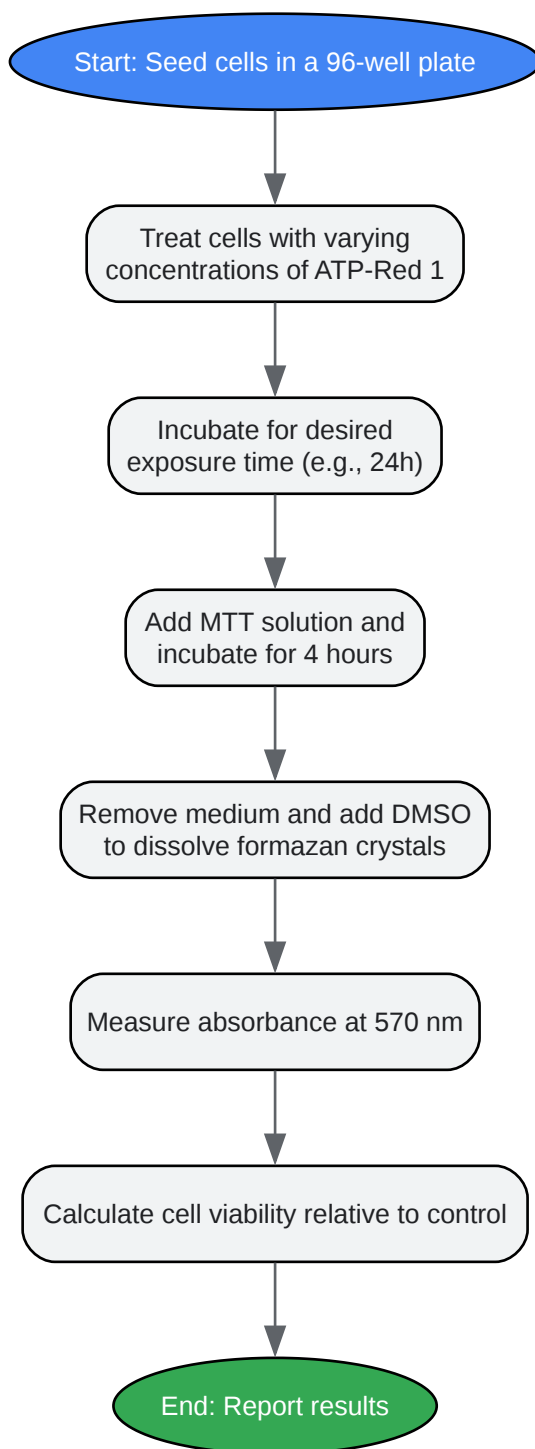 Start: Seed cells in a 96-well plate
Treat cells with varying
concentrations of ATP-Red 1
Incubate for desired
exposure time (e.g., 24h)
Add MTT solution and
incubate for 4 hours
Remove medium and add DMSO
to dissolve formazan crystals
Measure absorbance at 570 nm
Calculate cell viability relative to control
End: Report results